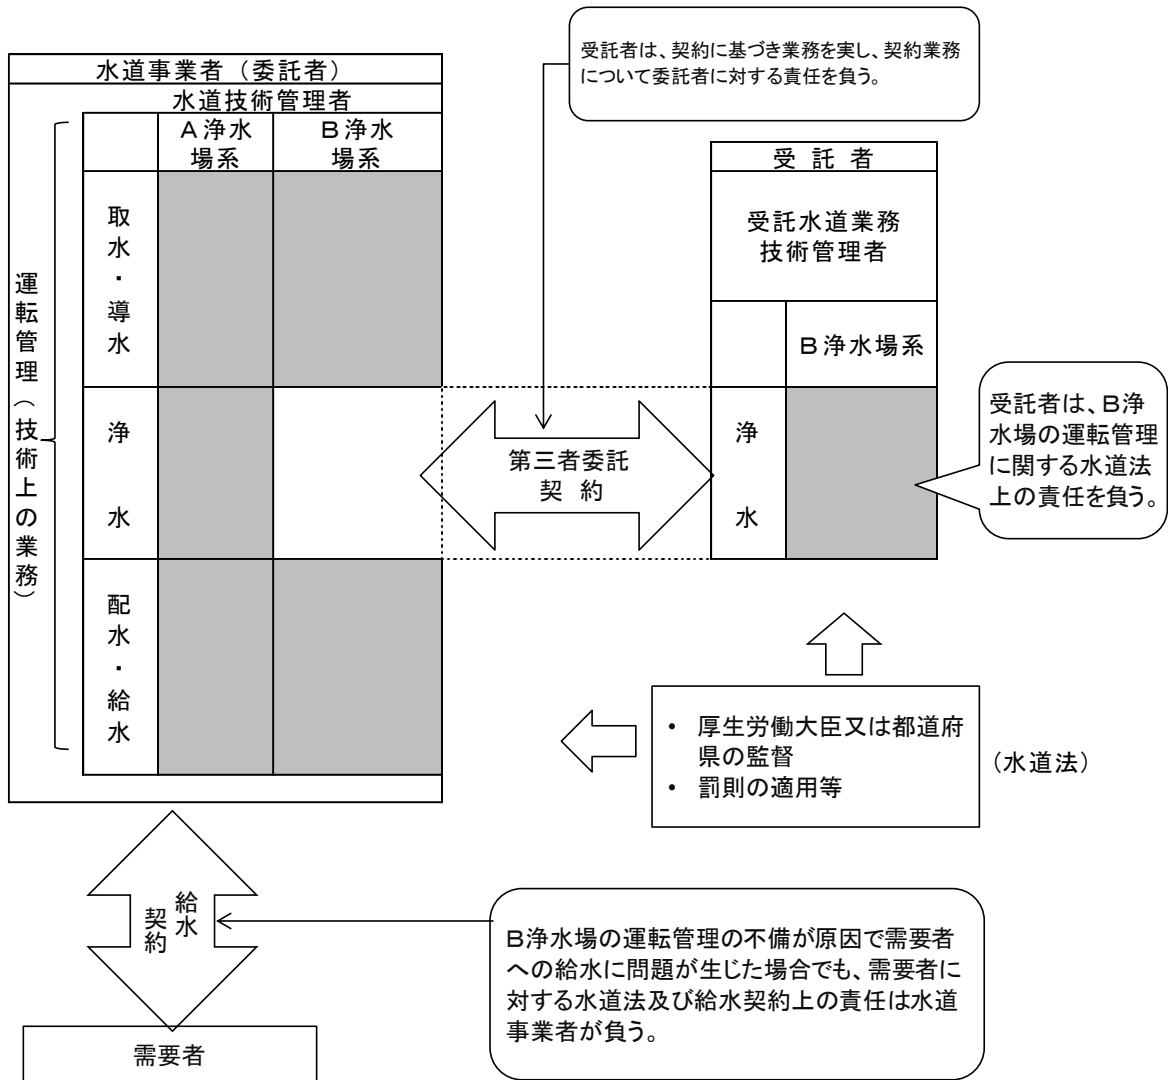 受託者は、契約に基づき業務を実し、契約業務
について委託者に対する責任を負う。
水道事業者（委託者）
水道技術管理者
A浄水
場系
B浄水
場系
運転管理（技術上の業務）
取水・導水
浄水
配水・給水
受託者
受託水道業務
技術管理者
B浄水場系
浄水
第三者委託
契約
受託者は、B浄
水場の運転管理
に関する水道法
上の責任を負う。
• 厚生労働大臣又は都道府
県の監督
• 罰則の適用等
（水道法）
給水
契約
B浄水場の運転管理の不備が原因で需要者
への給水に問題が生じた場合でも、需要者に
対する水道法及び給水契約上の責任は水道
事業者が負う。
需要者